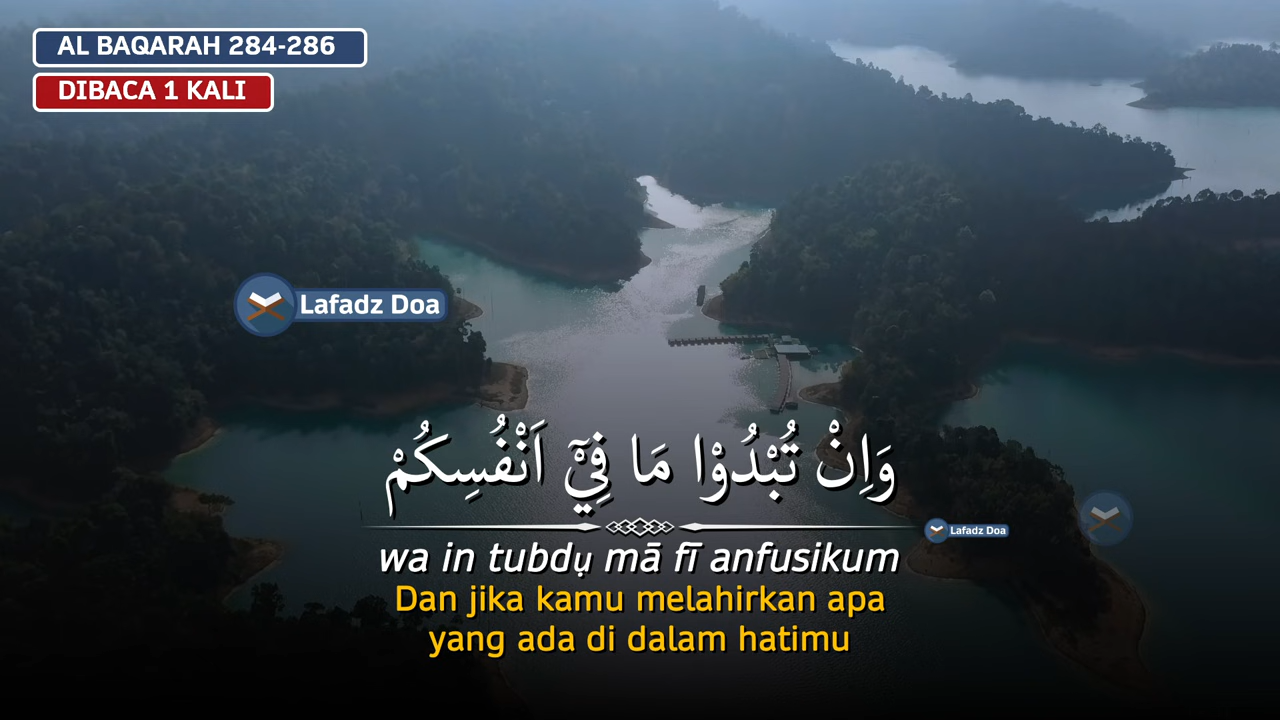 AL BAQARAH 284-286
DIBACA 1 KALI
Lafadz Doa
وَاِنْ تُبْدُوْا مَا فِيْٓ اَنْفُسِكُمْ
Lafadz Doa
wa in tubdụ mā fī anfusikum
Dan jika kamu melahirkan apa
yang ada di dalam hatimu